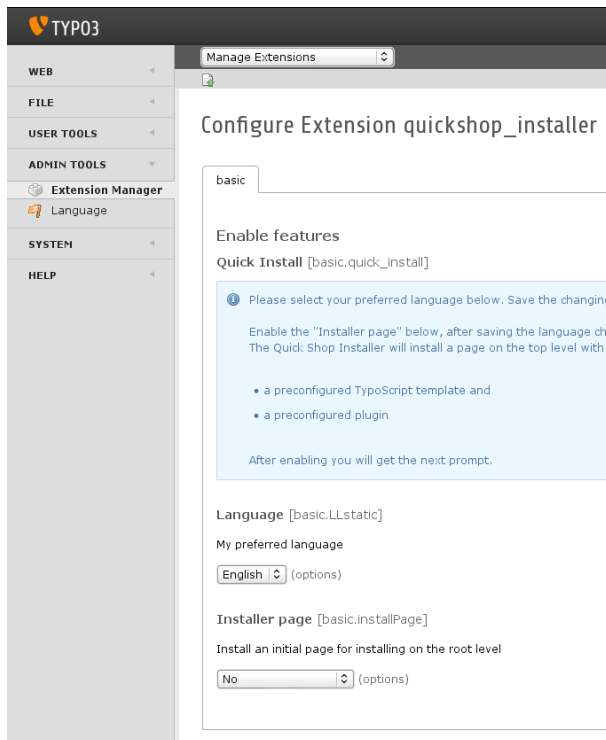 TYPO3
Manage Extensions
WEB
FILE
USER TOOLS
ADMIN TOOLS
Extension Manager
Language
SYSTEM
HELP
Configure Extension quickshop_installer
basic
Enable features
Quick Install [basic.quick_install]
Please select your preferred language below. Save the changing
Enable the "Installer page" below, after saving the language ch
The Quick Shop Installer will install a page on the top level with
• a preconfigured TypoScript template and
• a preconfigured plugin
After enabling you will get the next prompt.
Language [basic.LLstatic]
My preferred language
English (options)
Installer page [basic.installPage]
Install an initial page for installing on the root level
No (options)